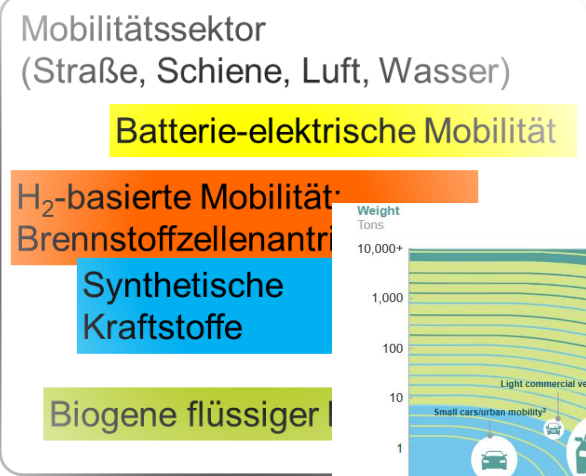 Mobilitätssektor
(Straße, Schiene, Luft, Wasser)
Batterie-elektrische Mobilität
H₂-basierte Mobilität:
Brennstoffzellenantri
Synthetische
Kraftstoffe
Biogene flüssiger
Weight
Tons
10,000+
1,000
100
10
1
Light commercial ve
Small cars/urban mobility²